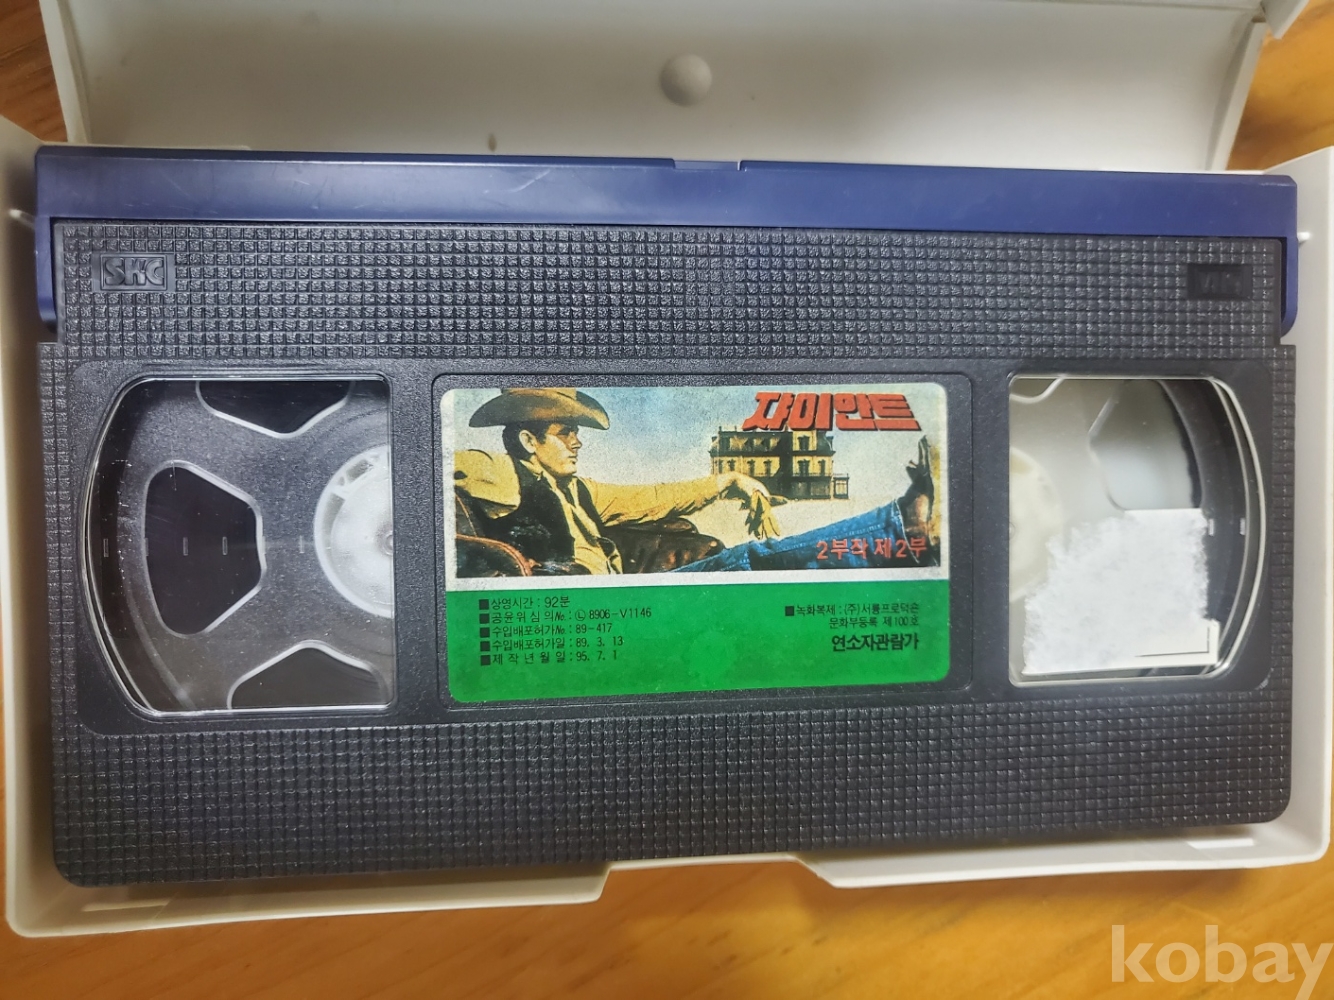 SKC
자이안트
2부작 제2부
■상영시간 : 92분
■공윤위심의No. : Ⓛ8906-V1146
■수입배포허가No. : 89-417
■수입배포허가일 : 89. 3. 13
■제 작 년 월 일 : 95. 7. 1
■녹화복제 : (주)서륭프로덕숀
문화부등록 제100호
연소자관람가
kobay